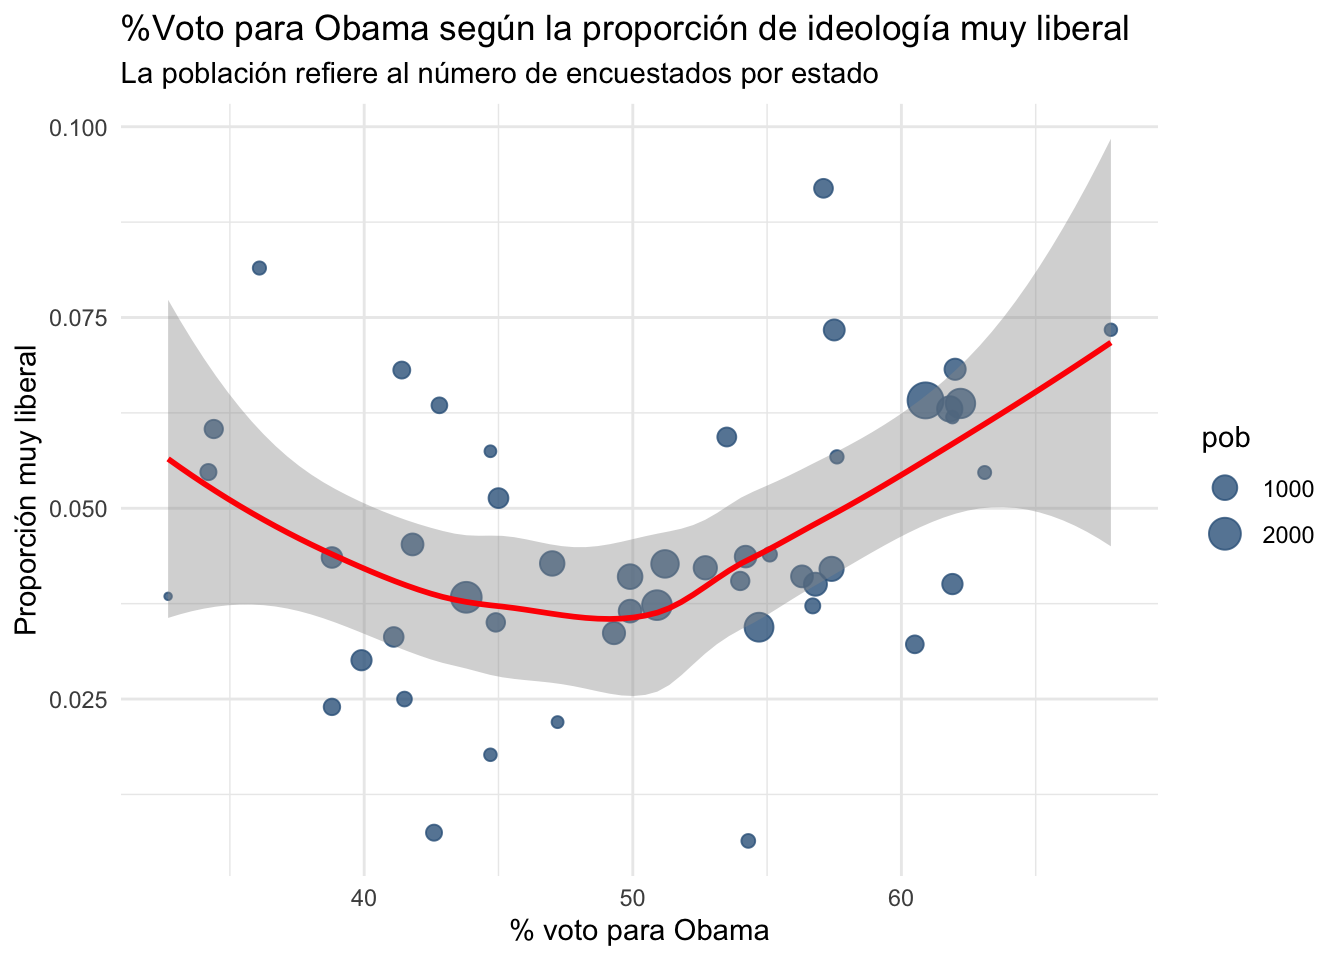 %Voto para Obama según la proporción de ideología muy liberal
La población refiere al número de encuestados por estado
0.100
0.075
0.050
0.025
Proporción muy liberal
40
50
60
% voto para Obama
pob
1000
2000